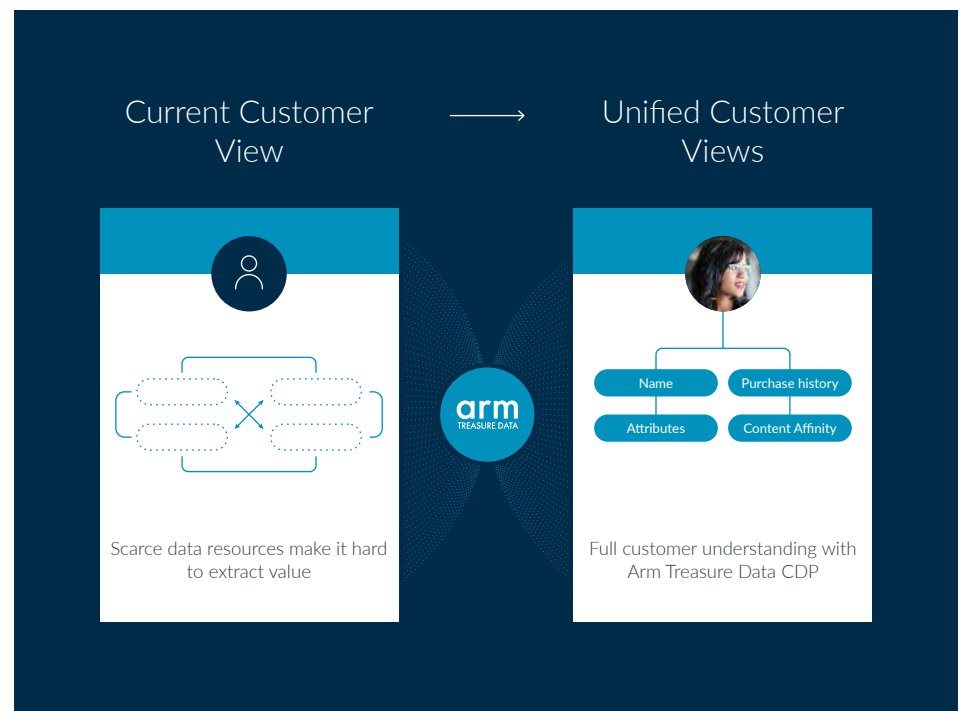 Current Customer
View
Unified Customer
Views
arm
TREASURE DATA
Name
Purchase history
Attributes
Content Affinity
Scarce data resources make it hard
to extract value
Full customer understanding with
Arm Treasure Data CDP